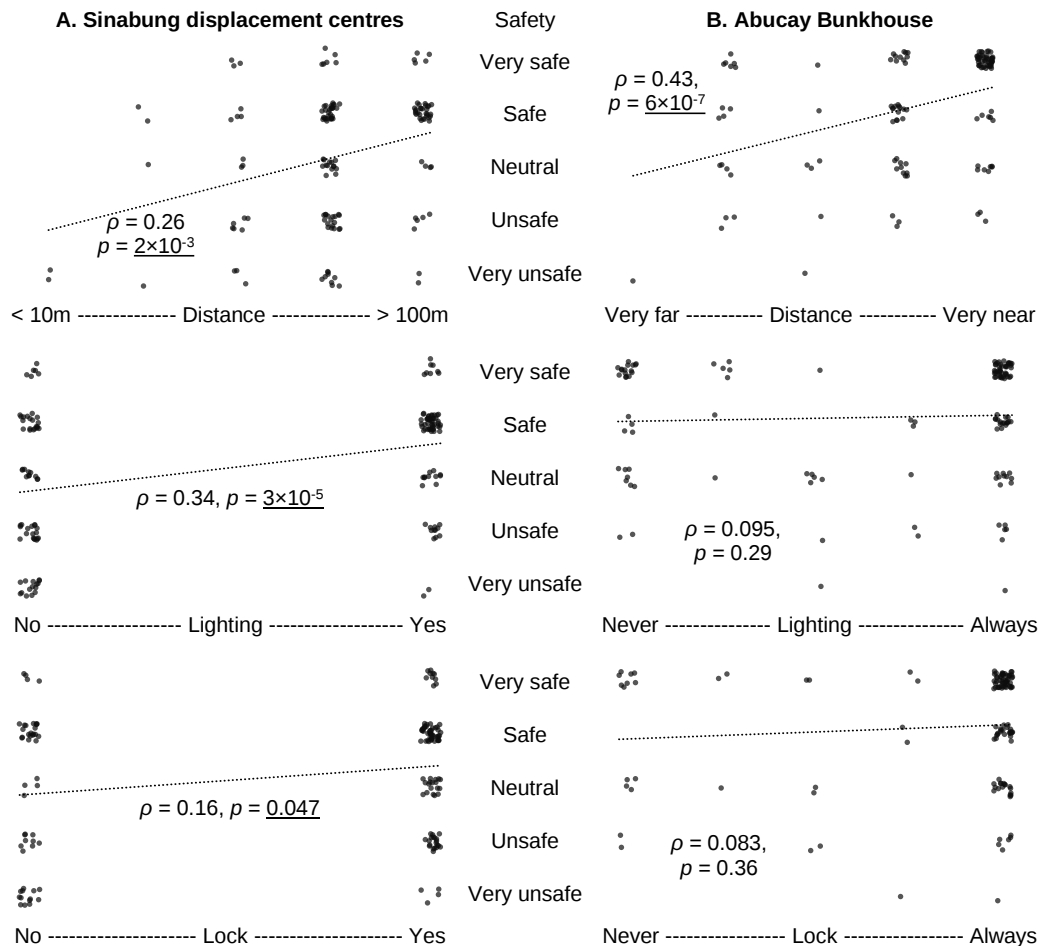 A. Sinabung displacement centres Safety B. Abucay Bunkhouse
Very safe
ρ = 0.43,
p = 6×10-7
Safe
Neutral
ρ = 0.26
p = 2×10-3
Unsafe
Very unsafe
< 10m ------------- Distance ------------- > 100m
Very far ----------- Distance ----------- Very near
Very safe
Safe
Neutral
ρ = 0.34, p = 3×10-5
Unsafe
ρ = 0.095,
p = 0.29
Very unsafe
No ------------------- Lighting ------------------- Yes
Never --------------- Lighting --------------- Always
Very safe
Safe
Neutral
ρ = 0.16, p = 0.047
Unsafe
ρ = 0.083,
p = 0.36
Very unsafe
No --------------------- Lock --------------------- Yes
Never ----------------- Lock ----------------- Always